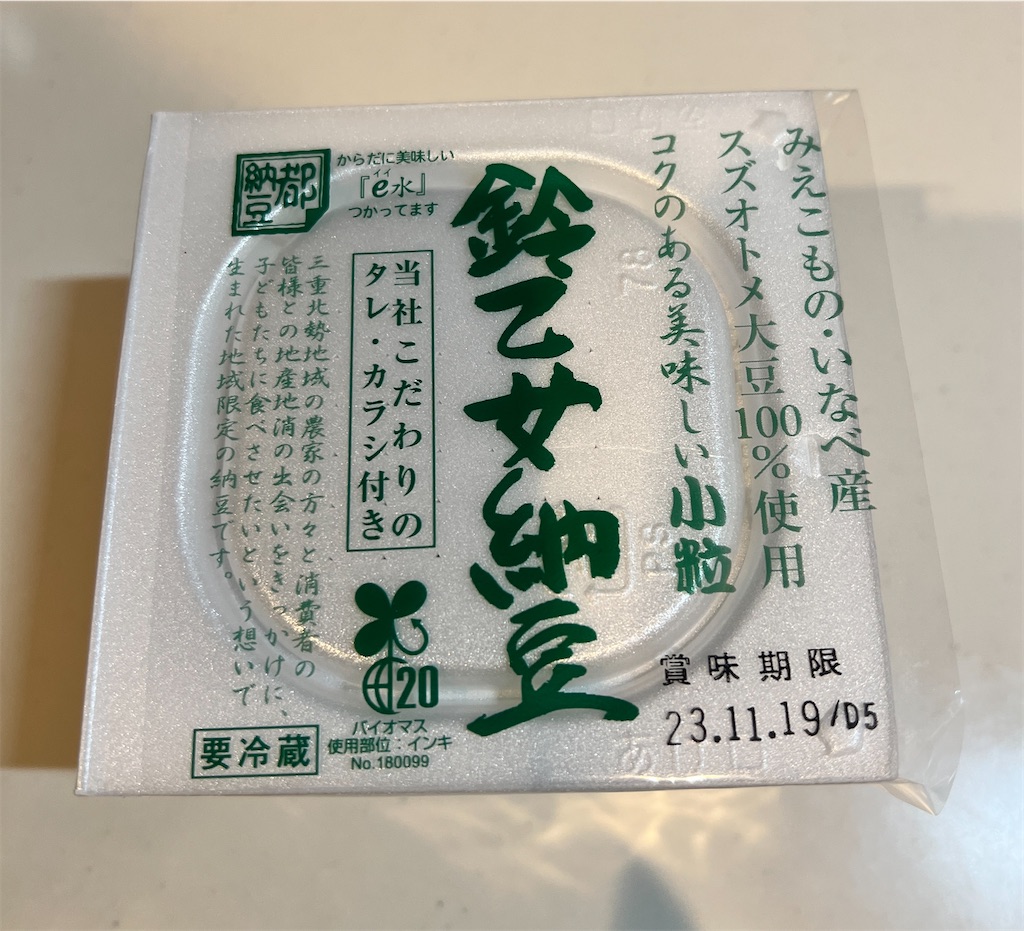 みえこもの・いなべ産
スズオトメ大豆100%使用
コクのある美味しい小粒
鈴乙女納豆
からだに美味しい
イイ
『e水』
つかってます
都
納豆
当社こだわりの
タレ・カラシ付き
三重北勢地域の農家の方々と消費者の
皆様との地産地消の出会いをきっかけに、
子どもたちに食べさせたいという想いで
生まれた地域限定の納豆です。
20
バイオマス
使用部位：インキ
No.180099
要冷蔵
賞味期限
23.11.19/D5
78
PS